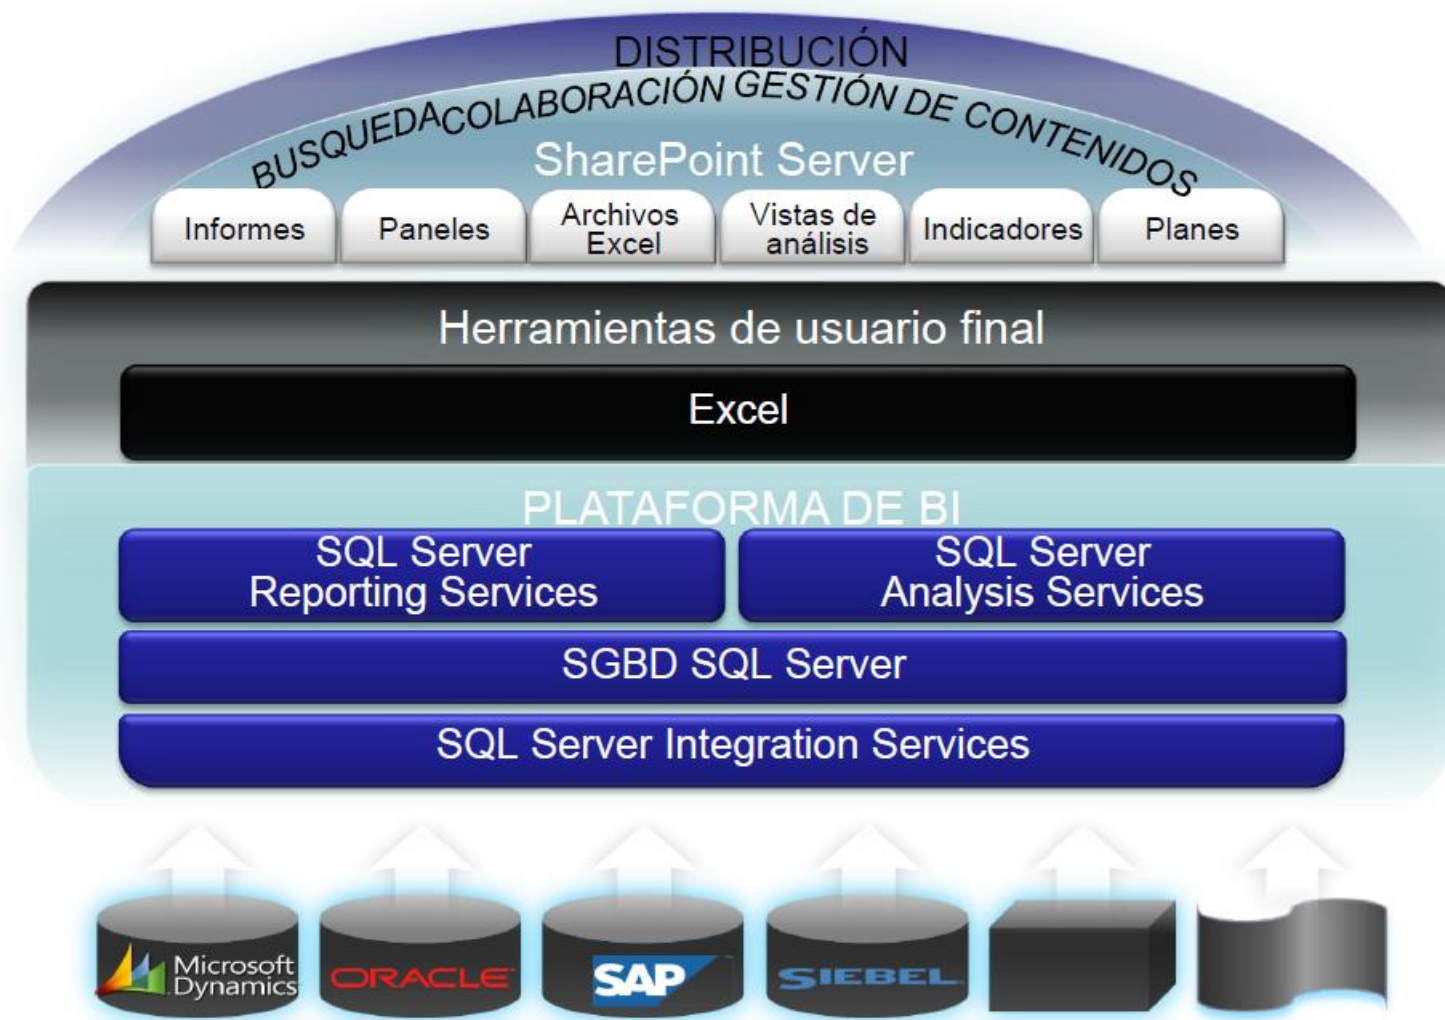 DISTRIBUCIÓN
BUSQUEDA COLABORACIÓN GESTIÓN DE CONTENIDOS
SharePoint Server
Informes
Paneles
Archivos
Excel
Vistas de
análisis
Indicadores
Planes
Herramientas de usuario final
Excel
PLATAFORMA DE BI
SQL Server
Reporting Services
SQL Server
Analysis Services
SGBD SQL Server
SQL Server Integration Services
Microsoft
Dynamics
ORACLE
SAP
SIEBEL